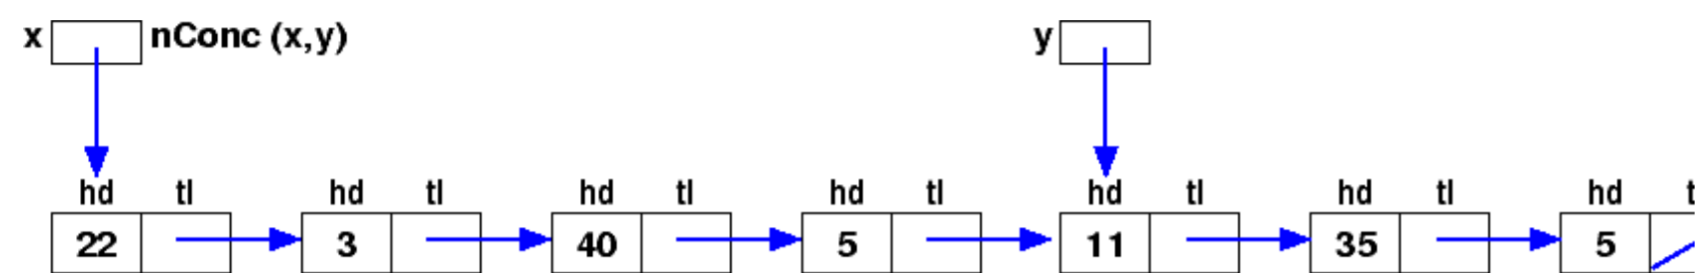 x nConc (x,y) y
hd tl hd tl hd tl hd tl hd tl hd tl hd t
22 3 40 5 11 35 5